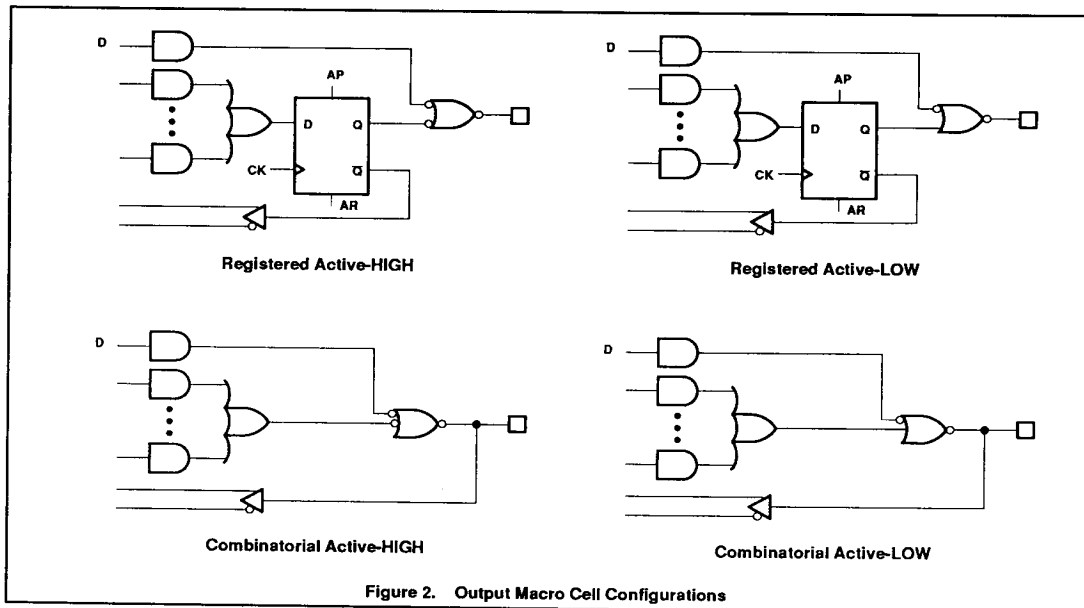 D
AP
D Q
CK
Q̅
AR
Registered Active-HIGH
D
AP
D Q
CK
Q̅
AR
Registered Active-LOW
D
Combinatorial Active-HIGH
D
Combinatorial Active-LOW
Figure 2. Output Macro Cell Configurations